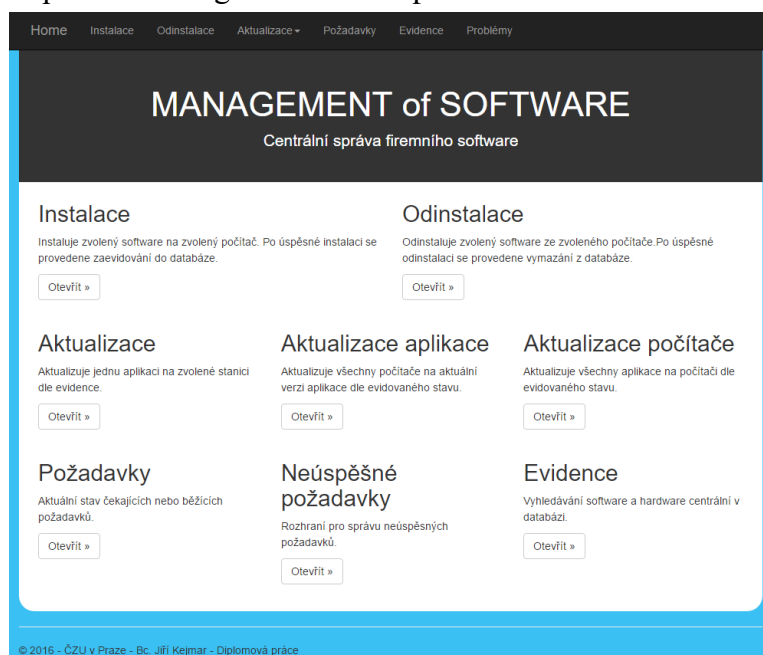 Home Instalace Odinstalace Aktualizace Požadavky Evidence Problémy
MANAGEMENT of SOFTWARE
Centrální správa firemního software
Instalace
Instaluje zvolený software na zvolený počítač. Po úspěsné instalaci se
provedene zaevidování do databáze.
Otevřít »
Odinstalace
Odinstaluje zvolený software ze zvoleného počítače.Po úspěsné
odinstalaci se provedene vymazání z databáze.
Otevřít »
Aktualizace
Aktualizuje jednu aplikaci na zvolené stanici
dle evidence.
Otevřít »
Aktualizace aplikace
Aktualizuje všechny počítače na aktuální
verzi aplikace dle evidovaného stavu.
Otevřít »
Aktualizace počítače
Aktualizuje všechny aplikace na počítači dle
evidovaného stavu.
Otevřít »
Požadavky
Aktuální stav čekajících nebo běžících
požadavků.
Otevřít »
Neúspěšné
požadavky
Rozhraní pro správu neúspěsných
požadavků.
Otevřít »
Evidence
Vyhledávání software a hardware centrální v
databázi.
Otevřít »
© 2016 - ČZU v Praze - Bc. Jiří Kejmar - Diplomová práce